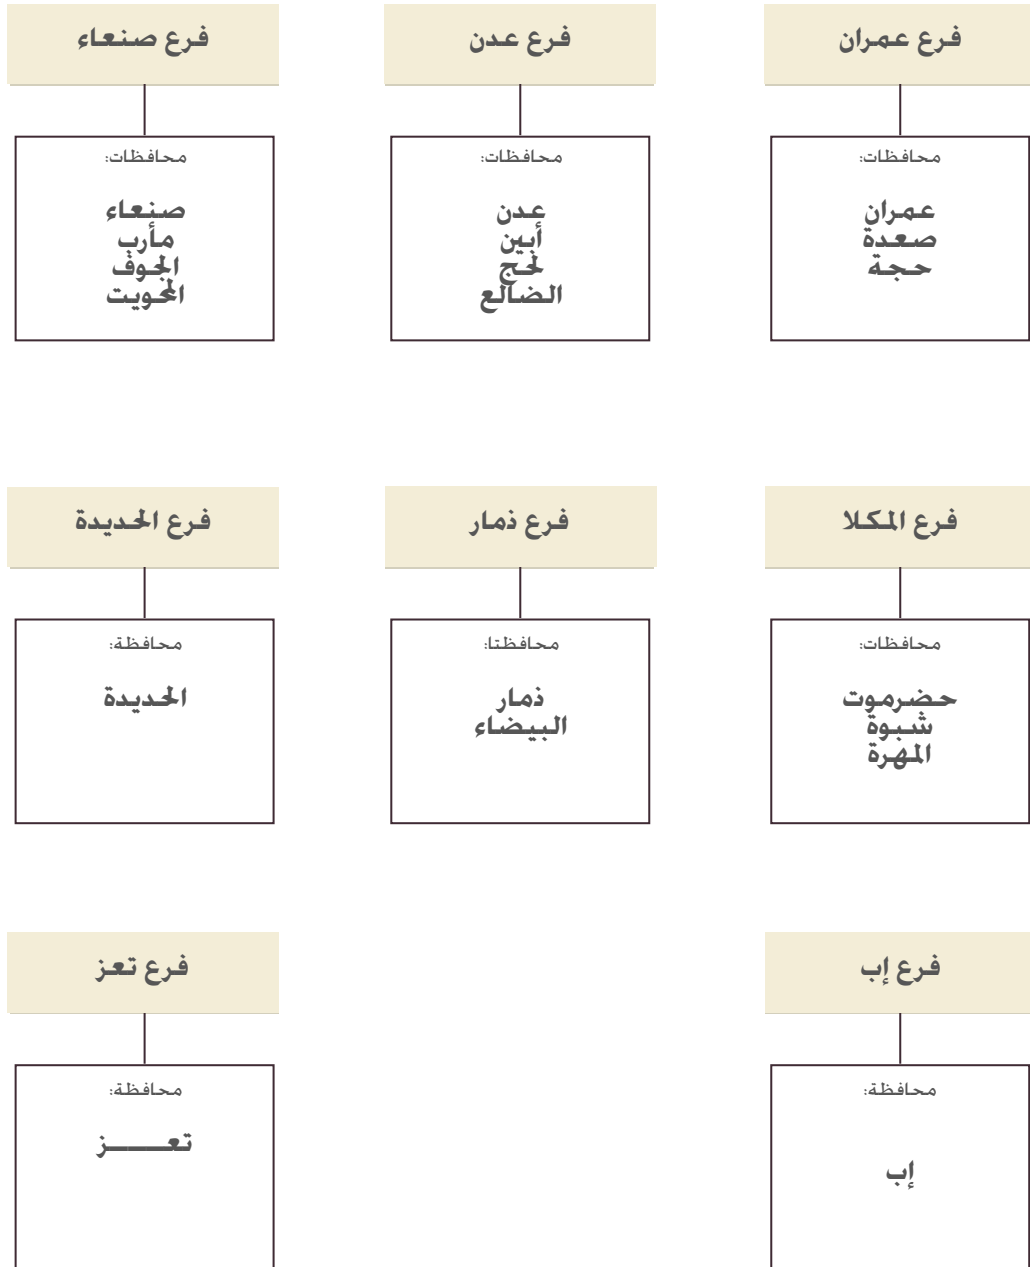 فرع عمران
محافظات:
عمران
صعدة
حجة
فرع عدن
محافظات:
عدن
أبين
لحج
الضالع
فرع صنعاء
محافظات:
صنعاء
مأرب
الجوف
المحويت
فرع المكلا
محافظات:
حضرموت
شبوة
المهرة
فرع ذمار
محافظتا:
ذمار
البيضاء
فرع الحديدة
محافظة:
الحديدة
فرع إب
محافظة:
إب
فرع تعز
محافظة:
تعـــــز